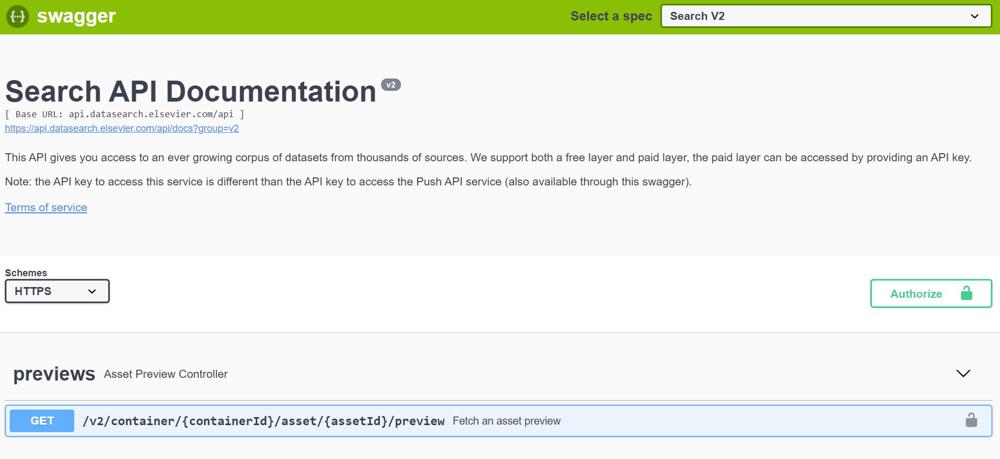 {···} swagger
Select a spec
Search V2
Search API Documentation v2
[ Base URL: api.datasearch.elsevier.com/api ]
https://api.datasearch.elsevier.com/api/docs?group=v2
This API gives you access to an ever growing corpus of datasets from thousands of sources. We support both a free layer and paid layer, the paid layer can be accessed by providing an API key.
Note: the API key to access this service is different than the API key to access the Push API service (also available through this swagger).
Terms of service
Schemes
HTTPS
Authorize
previews Asset Preview Controller
GET /v2/container/{containerId}/asset/{assetId}/preview Fetch an asset preview